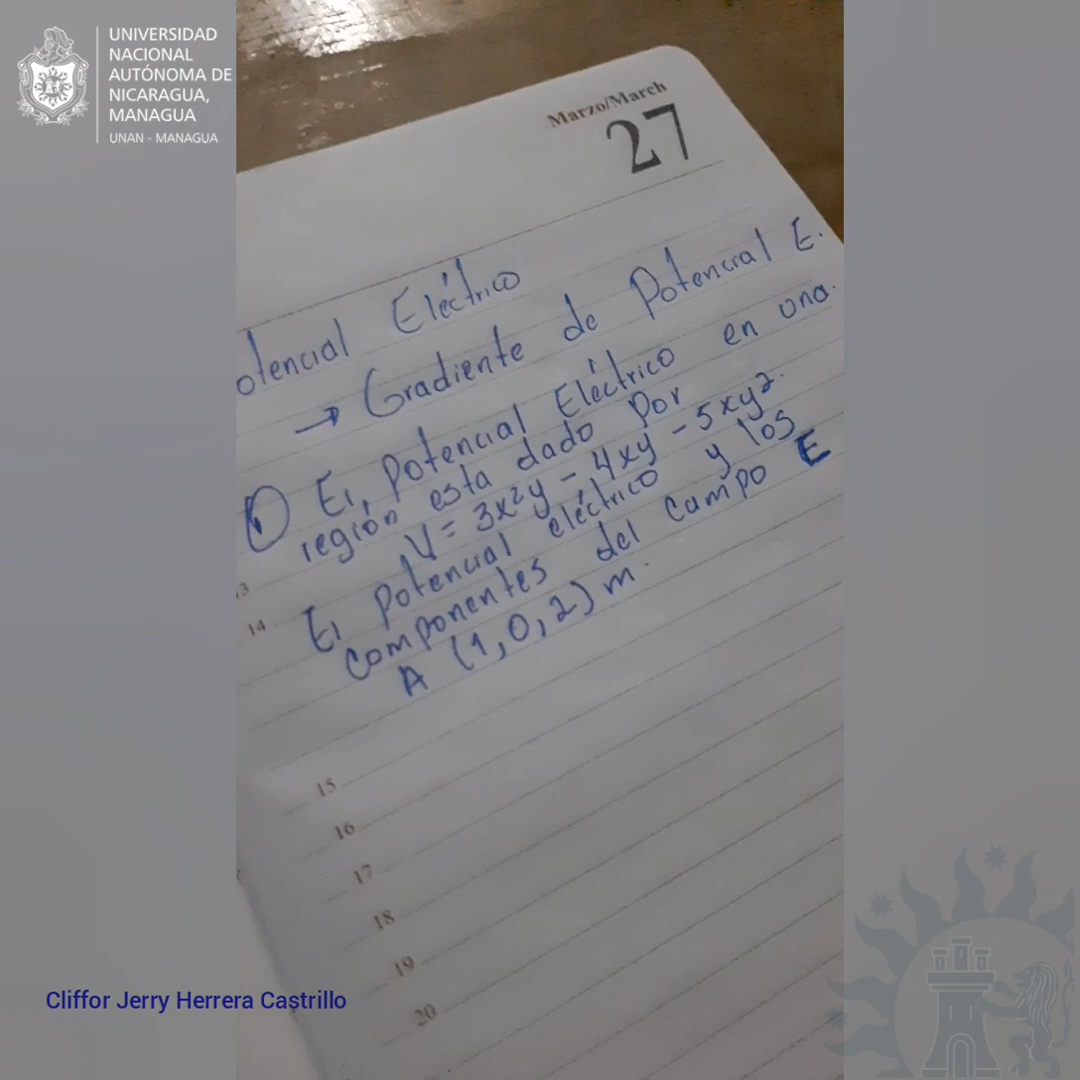 UNIVERSIDAD
NACIONAL
AUTÓNOMA DE
NICARAGUA,
MANAGUA
UNAN - MANAGUA
Marzo/March
27
otencial Eléctrico
→ Gradiente de Potencial E.
① El potencial Eléctrico en una
región esta dado por
V = 3x²y - 4xy - 5xy².
El potencial eléctrico y los
componentes del campo E
A (1, 0, 2) m.
13
14
15
16
17
18
19
20
Cliffor Jerry Herrera Castrillo